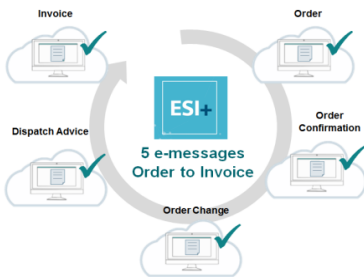 Invoice
Order
ESI+
5 e-messages
Order to Invoice
Dispatch Advice
Order
Confirmation
Order Change